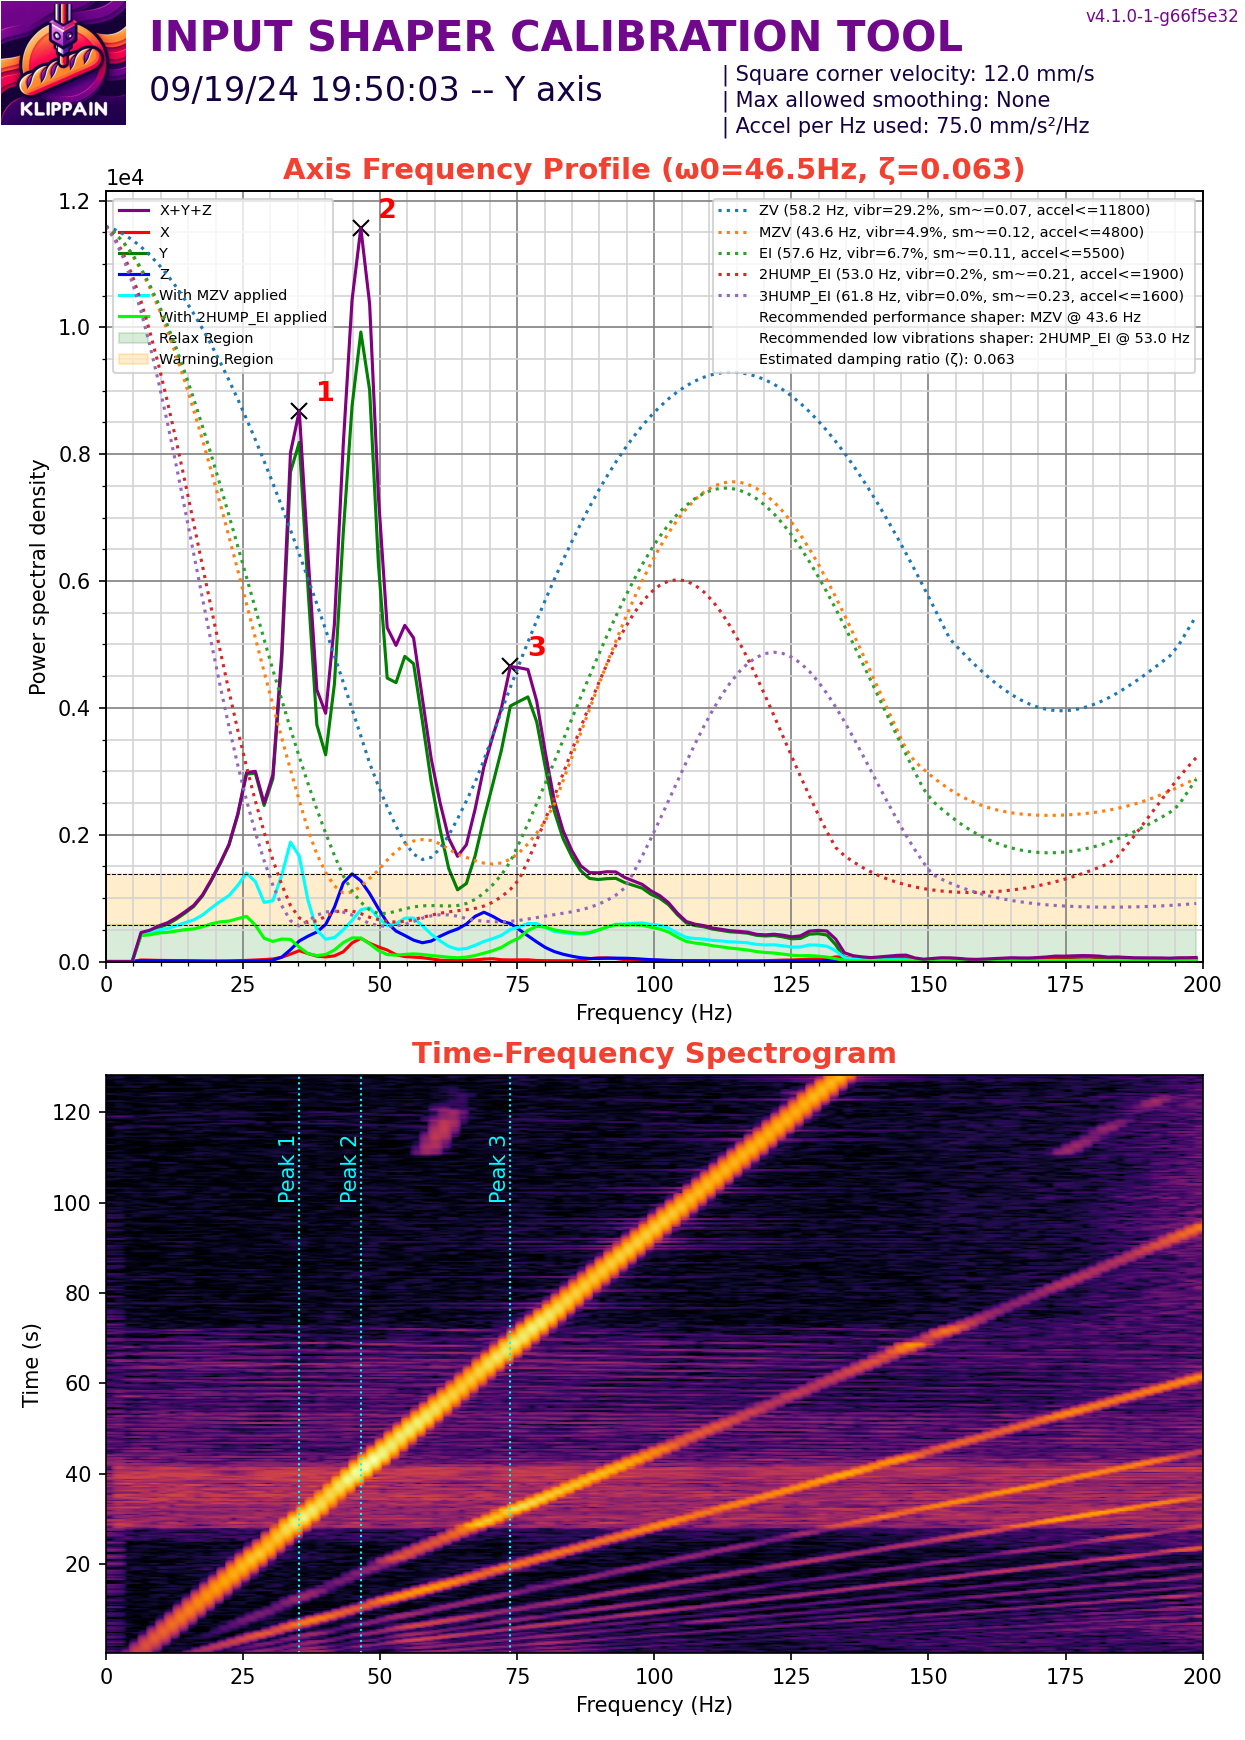 v4.1.0-1-g66f5e32
INPUT SHAPER CALIBRATION TOOL
09/19/24 19:50:03 -- Y axis
| Square corner velocity: 12.0 mm/s
| Max allowed smoothing: None
| Accel per Hz used: 75.0 mm/s²/Hz
KLIPPAIN
Axis Frequency Profile (ω0=46.5Hz, ζ=0.063)
1e4
X+Y+Z
X
Y
Z
With MZV applied
With 2HUMP_EI applied
Relax Region
Warning Region
ZV (58.2 Hz, vibr=29.2%, sm~=0.07, accel<=11800)
MZV (43.6 Hz, vibr=4.9%, sm~=0.12, accel<=4800)
EI (57.6 Hz, vibr=6.7%, sm~=0.11, accel<=5500)
2HUMP_EI (53.0 Hz, vibr=0.2%, sm~=0.21, accel<=1900)
3HUMP_EI (61.8 Hz, vibr=0.0%, sm~=0.23, accel<=1600)
Recommended performance shaper: MZV @ 43.6 Hz
Recommended low vibrations shaper: 2HUMP_EI @ 53.0 Hz
Estimated damping ratio (ζ): 0.063
1
2
3
Power spectral density
1.2
1.0
0.8
0.6
0.4
0.2
0.0
0 25 50 75 100 125 150 175 200
Frequency (Hz)
Time-Frequency Spectrogram
Time (s)
120
100
80
60
40
20
Peak 1
Peak 2
Peak 3
0 25 50 75 100 125 150 175 200
Frequency (Hz)